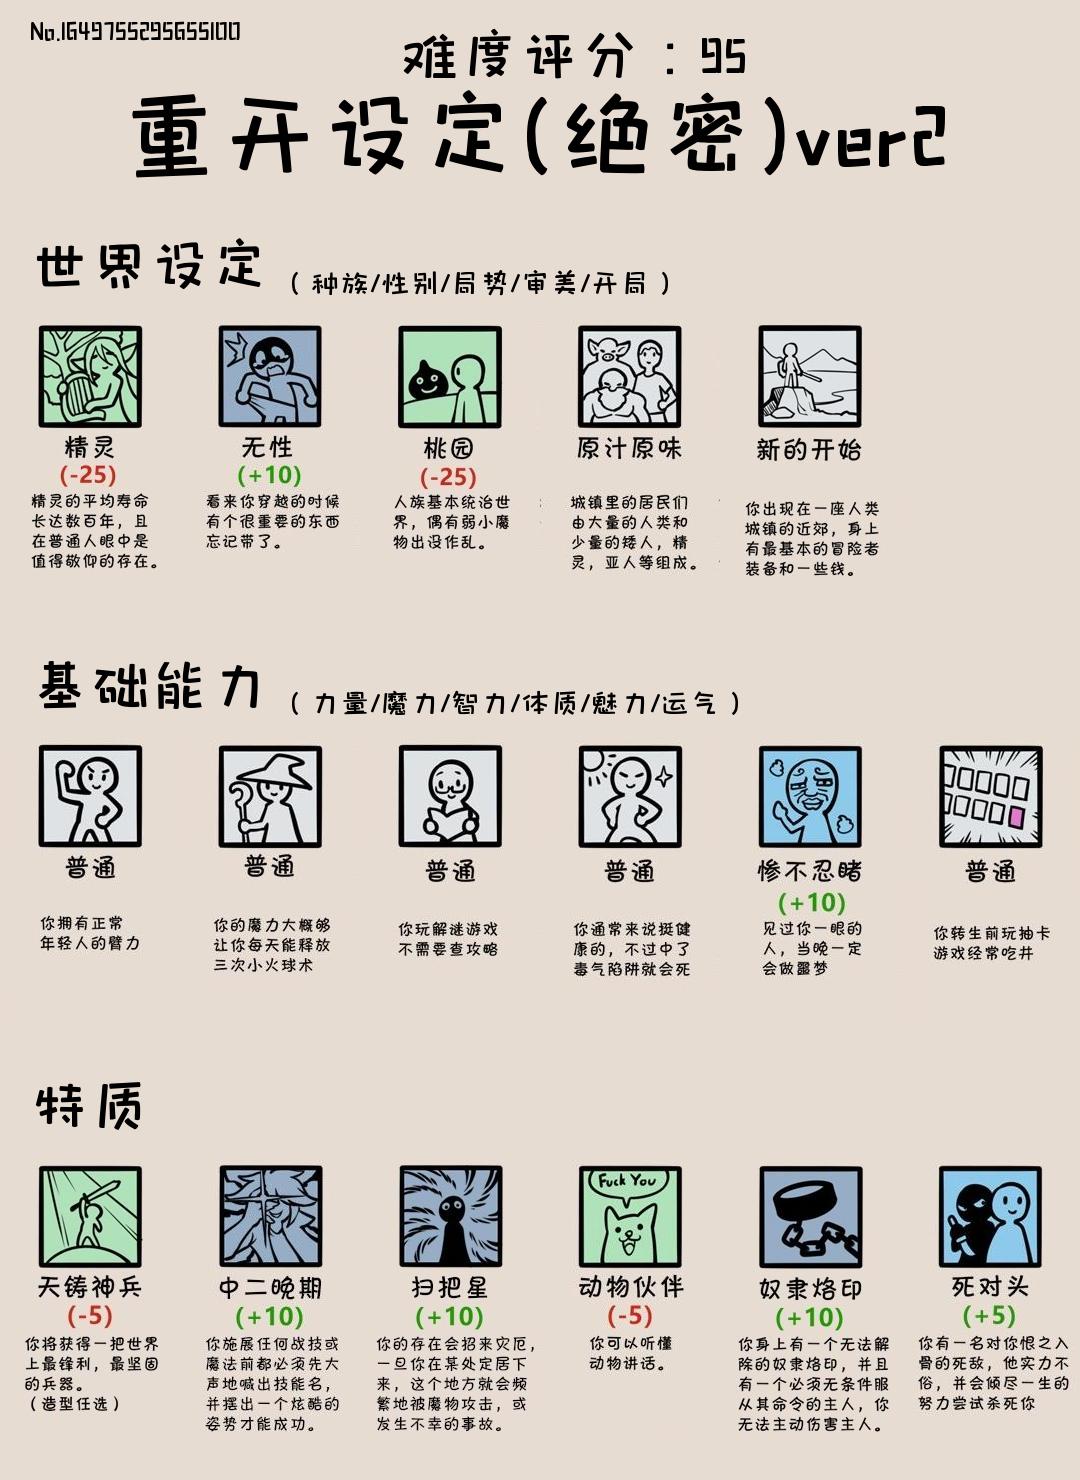 No.1649755295655100
难度评分：95
重开设定(绝密)ver2
世界设定（种族/性别/局势/审美/开局）
精灵
(-25)
精灵的平均寿命
长达数百年，且
在普通人眼中是
值得敬仰的存在。
无性
(+10)
看来你穿越的时候
有个很重要的东西
忘记带了。
桃园
(-25)
人族基本统治世
界，偶有弱小魔
物出没作乱。
原汁原味
城镇里的居民们
由大量的人类和
少量的矮人，精
灵，亚人等组成。
新的开始
你出现在一座人类
城镇的近郊，身上
有最基本的冒险者
装备和一些钱。
基础能力（力量/魔力/智力/体质/魅力/运气）
普通
你拥有正常
年轻人的臂力
普通
你的魔力大概够
让你每天能释放
三次小火球术
普通
你玩解谜游戏
不需要查攻略
普通
你通常来说挺健
康的，不过中了
毒气陷阱就会死
惨不忍睹
(+10)
见过你一眼的
人，当晚一定
会做噩梦
普通
你转生前玩抽卡
游戏经常吃井
特质
天铸神兵
(-5)
你将获得一把世界
上最锋利，最坚固
的兵器。
（造型任选）
中二晚期
(+10)
你施展任何战技或
魔法前都必须先大
声地喊出技能名，
并摆出一个炫酷的
姿势才能成功。
扫把星
(+10)
你的存在会招来灾厄，
一旦你在某处定居下
来，这个地方就会频
繁地被魔物攻击，或
发生不幸的事故。
Fuck You
动物伙伴
(-5)
你可以听懂
动物讲话。
奴隶烙印
(+10)
你身上有一个无法解
除的奴隶烙印，并且
有一个必须无条件服
从其命令的主人，你
无法主动伤害主人。
死对头
(+5)
你有一名对你恨之入
骨的死敌，他实力不
俗，并会倾尽一生的
努力尝试杀死你